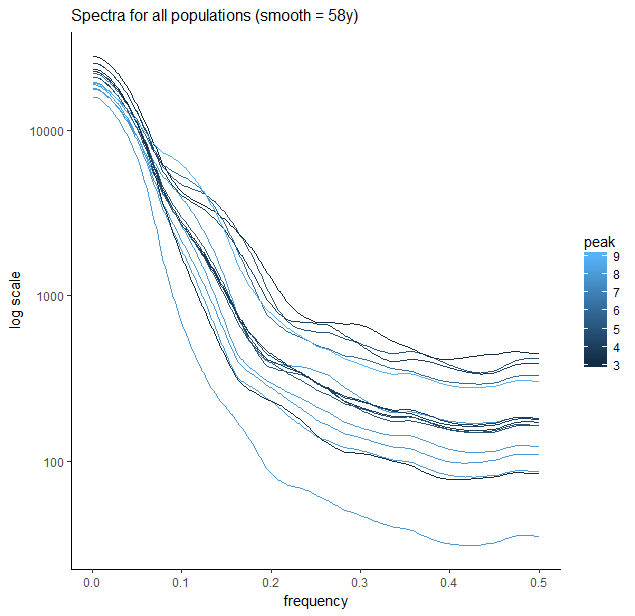 Spectra for all populations (smooth = 58y)
10000
1000
100
log scale
0.0 0.1 0.2 0.3 0.4 0.5
frequency
peak
9
8
7
6
5
4
3